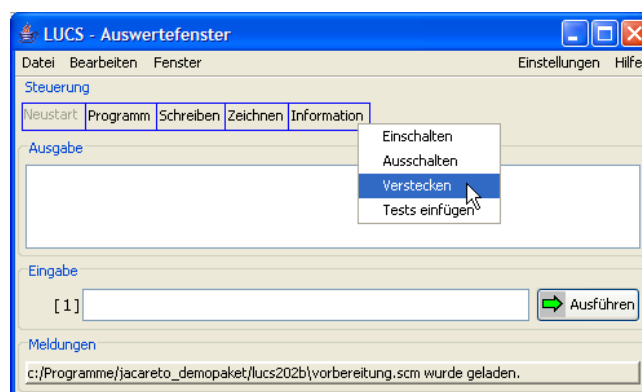 LUCS - Auswertefenster
Datei Bearbeiten Fenster Einstellungen Hilfe
Steuerung
Neustart Programm Schreiben Zeichnen Information
Einschalten
Ausgabe
Ausschalten
Verstecken
Tests einfügen
Eingabe
[1] Ausführen
Meldungen
c:/Programme/jacareto_demopaket/lucs202b\vorbereitung.scm wurde geladen.